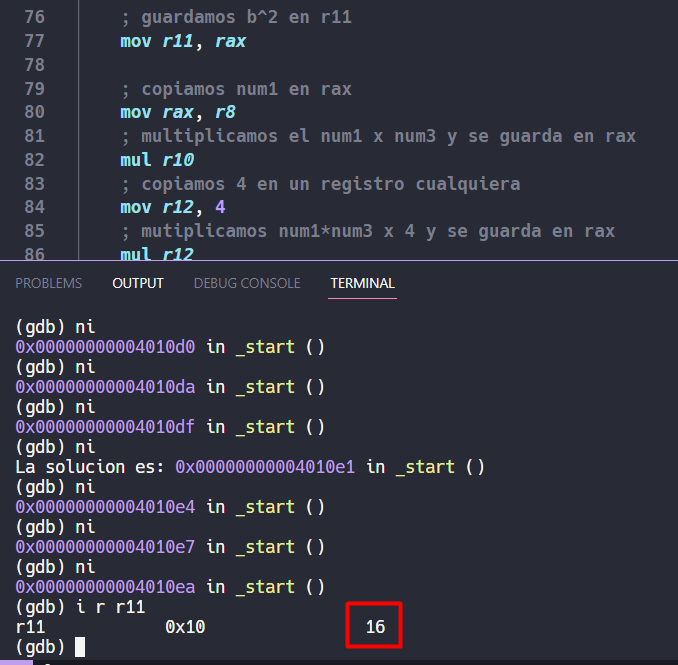 76 ; guardamos b^2 en r11
77 mov r11, rax
78
79 ; copiamos num1 en rax
80 mov rax, r8
81 ; multiplicamos el num1 x num3 y se guarda en rax
82 mul r10
83 ; copiamos 4 en un registro cualquiera
84 mov r12, 4
85 ; mutiplicamos num1*num3 x 4 y se guarda en rax
86 mul r12
PROBLEMS OUTPUT DEBUG CONSOLE TERMINAL
(gdb) ni
0x00000000004010d0 in _start ()
(gdb) ni
0x00000000004010da in _start ()
(gdb) ni
0x00000000004010df in _start ()
(gdb) ni
La solucion es: 0x00000000004010e1 in _start ()
(gdb) ni
0x00000000004010e4 in _start ()
(gdb) ni
0x00000000004010e7 in _start ()
(gdb) ni
0x00000000004010ea in _start ()
(gdb) i r r11
r11 0x10 16
(gdb)